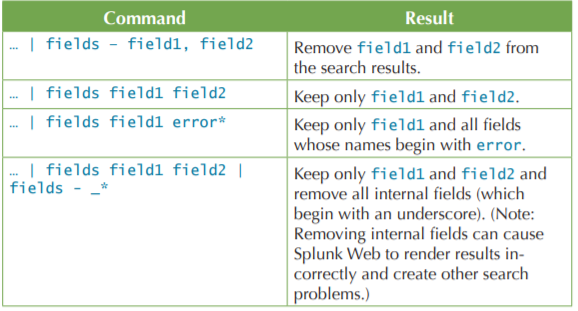 Command Result
… | fields – field1, field2
Remove field1 and field2 from
the search results.
… | fields field1 field2
Keep only field1 and field2.
… | fields field1 error*
Keep only field1 and all fields
whose names begin with error.
… | fields field1 field2 |
fields - _*
Keep only field1 and field2 and
remove all internal fields (which
begin with an underscore). (Note:
Removing internal fields can cause
Splunk Web to render results in-
correctly and create other search
problems.)